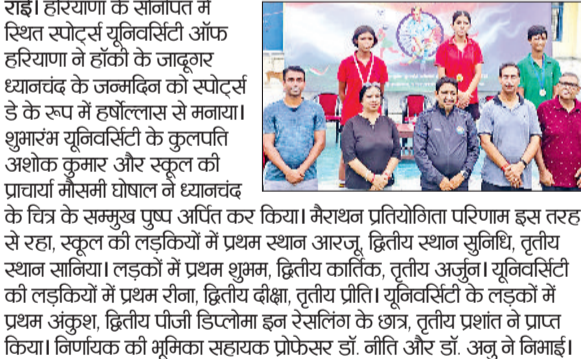 राई। हरियाणा के सोनीपत में
स्थित स्पोर्ट्स यूनिवर्सिटी ऑफ
हरियाणा ने हॉकी के जादूगर
ध्यानचंद के जन्मदिन को स्पोर्ट्स
डे के रूप में हर्षोल्लास से मनाया।
शुभारंभ यूनिवर्सिटी के कुलपति
अशोक कुमार और स्कूल की
प्राचार्या मौसमी घोषाल ने ध्यानचंद
के चित्र के सम्मुख पुष्प अर्पित कर किया। मैराथन प्रतियोगिता परिणाम इस तरह
से रहा, स्कूल की लड़कियों में प्रथम स्थान आरजू, द्वितीय स्थान सुनिधि, तृतीय
स्थान सानिया। लड़कों में प्रथम शुभम, द्वितीय कार्तिक, तृतीय अर्जुन। यूनिवर्सिटी
की लड़कियों में प्रथम रीना, द्वितीय दीक्षा, तृतीय प्रीति। यूनिवर्सिटी के लड़कों में
प्रथम अंकुश, द्वितीय पीजी डिप्लोमा इन रेसलिंग के छात्र, तृतीय प्रशांत ने प्राप्त
किया। निर्णायक की भूमिका सहायक प्रोफेसर डॉ. नीति और डॉ. अनू ने निभाई।